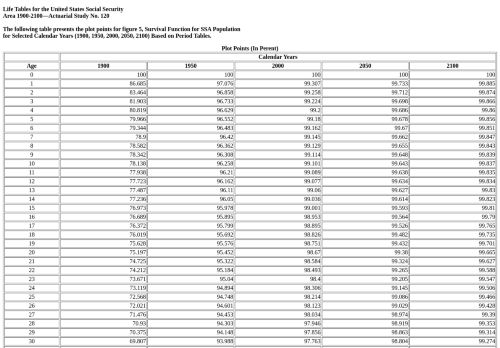 Life Tables for the United States Social Security
Area 1900-2100—Actuarial Study No. 120
The following table presents the plot points for figure 5, Survival Function for SSA Population
for Selected Calendar Years (1900, 1950, 2000, 2050, 2100) Based on Period Tables.
Plot Points (In Percent)
Calendar Years
Age 1900 1950 2000 2050 2100
0 100 100 100 100 100
1 86.685 97.076 99.307 99.733 99.885
2 83.464 96.858 99.258 99.712 99.874
3 81.903 96.733 99.224 99.698 99.866
4 80.819 96.629 99.2 99.686 99.86
5 79.966 96.552 99.18 99.678 99.856
6 79.344 96.483 99.162 99.67 99.851
7 78.9 96.42 99.145 99.662 99.847
8 78.582 96.362 99.129 99.655 99.843
9 78.342 96.308 99.114 99.648 99.839
10 78.138 96.258 99.101 99.643 99.837
11 77.938 96.21 99.089 99.638 99.835
12 77.723 96.162 99.077 99.634 99.834
13 77.487 96.11 99.06 99.627 99.83
14 77.236 96.05 99.036 99.614 99.823
15 76.973 95.978 99.001 99.593 99.81
16 76.689 95.895 98.953 99.564 99.79
17 76.372 95.799 98.895 99.526 99.765
18 76.019 95.692 98.826 99.482 99.735
19 75.628 95.576 98.751 99.432 99.701
20 75.197 95.452 98.67 99.38 99.665
21 74.725 95.322 98.584 99.324 99.627
22 74.212 95.184 98.493 99.265 99.588
23 73.671 95.04 98.4 99.205 99.547
24 73.119 94.894 98.306 99.145 99.506
25 72.568 94.748 98.214 99.086 99.466
26 72.021 94.601 98.123 99.029 99.428
27 71.476 94.453 98.034 98.974 99.39
28 70.93 94.303 97.946 98.919 99.353
29 70.375 94.148 97.856 98.863 99.314
30 69.807 93.988 97.763 98.804 99.274